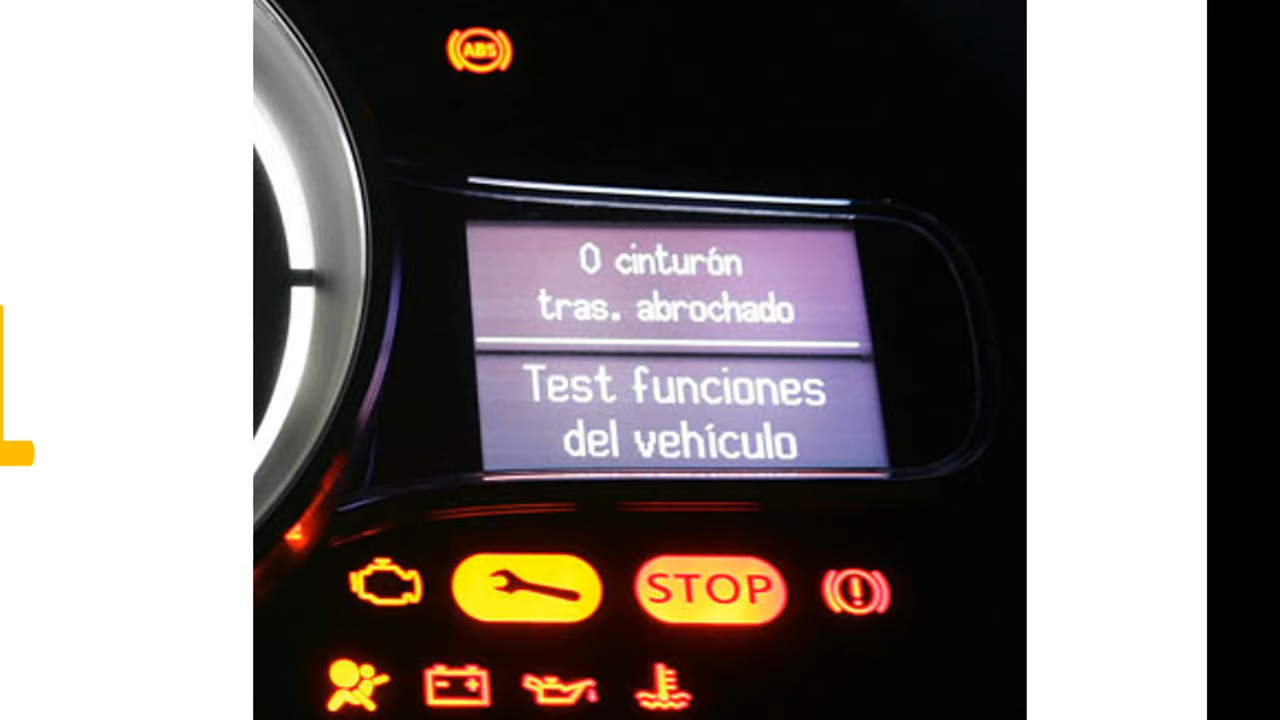 ABS
0 cinturón
tras. abrochado
Test funciones
del vehículo
STOP